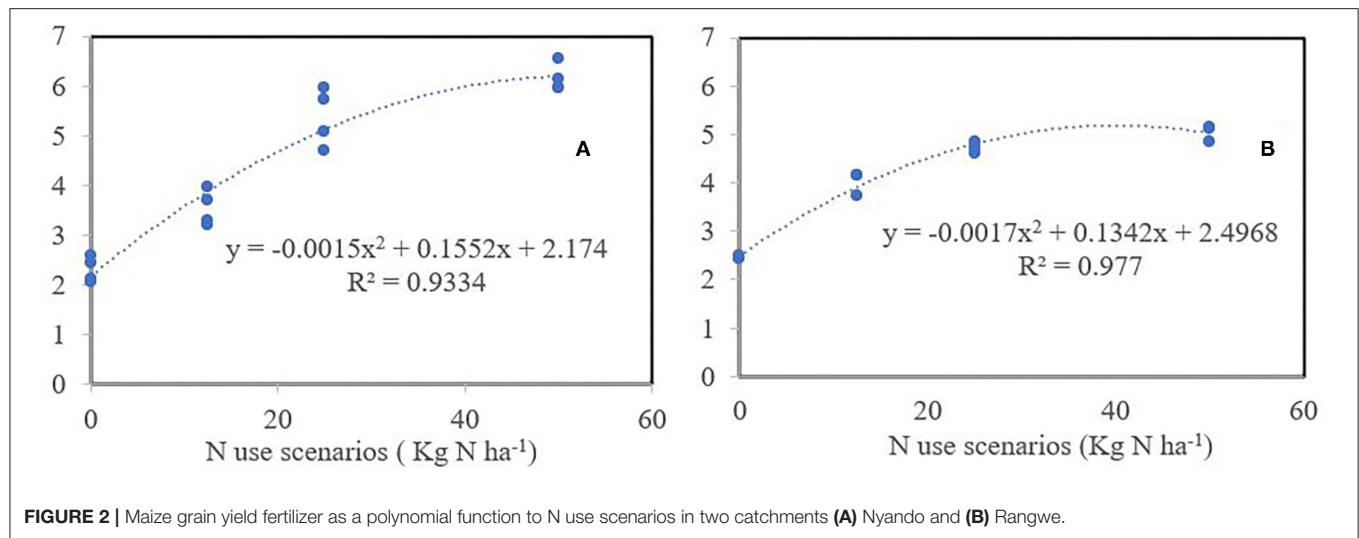 7
6
5
4
3
2
1
0
0 20 40 60
A
y = -0.0015x² + 0.1552x + 2.174
R² = 0.9334
N use scenarios ( Kg N ha⁻¹)
7
6
5
4
3
2
1
0
0 20 40 60
B
y = -0.0017x² + 0.1342x + 2.4968
R² = 0.977
N use scenarios (Kg N ha⁻¹)
FIGURE 2 | Maize grain yield fertilizer as a polynomial function to N use scenarios in two catchments (A) Nyando and (B) Rangwe.